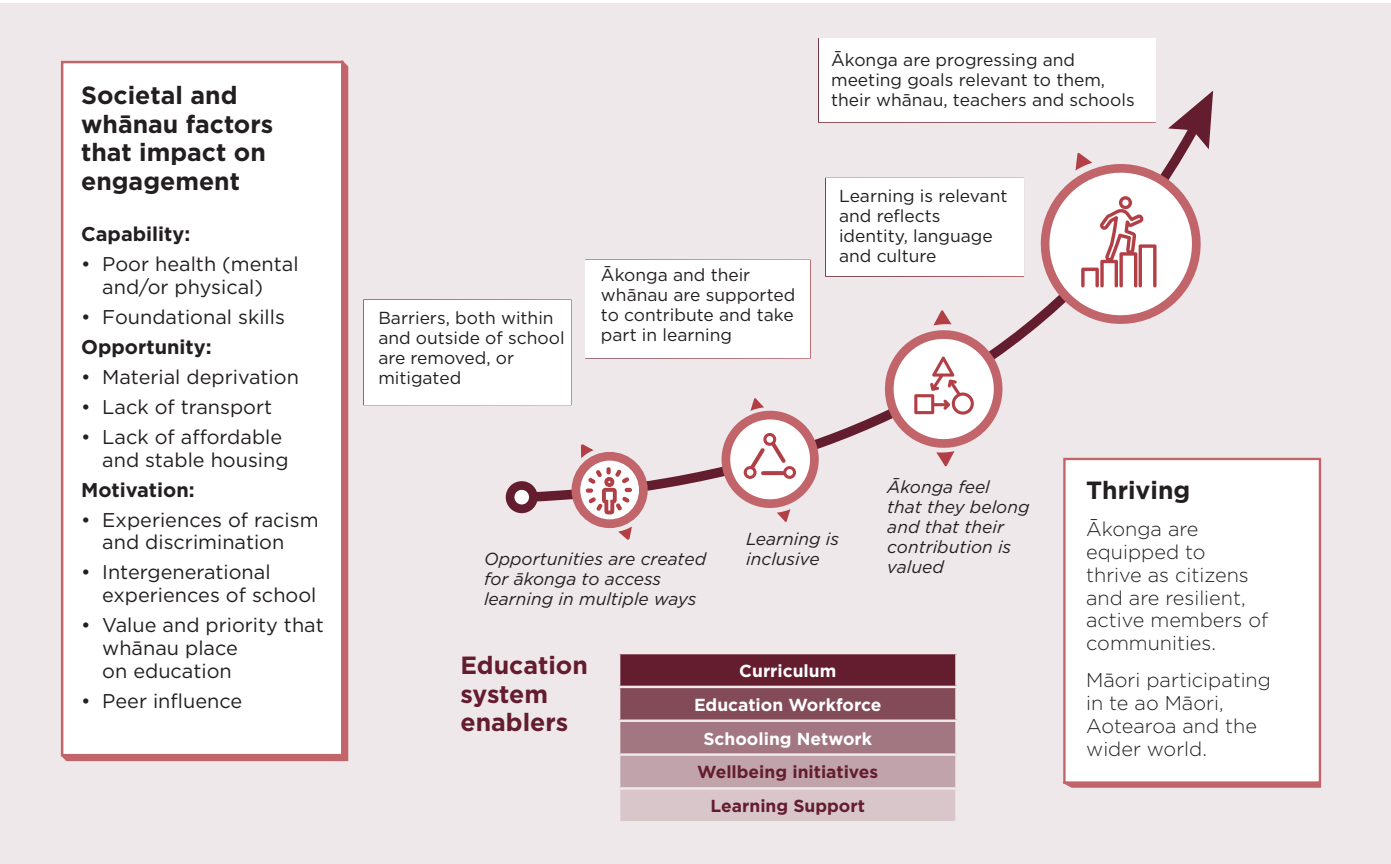 Societal and
whānau factors
that impact on
engagement
Capability:
• Poor health (mental
and/or physical)
• Foundational skills
Opportunity:
• Material deprivation
• Lack of transport
• Lack of affordable
and stable housing
Motivation:
• Experiences of racism
and discrimination
• Intergenerational
experiences of school
• Value and priority that
whānau place
on education
• Peer influence
Barriers, both within
and outside of school
are removed, or
mitigated
Opportunities are created
for ākonga to access
learning in multiple ways
Ākonga and their
whānau are supported
to contribute and take
part in learning
Learning is
inclusive
Learning is relevant
and reflects
identity, language
and culture
Ākonga feel
that they belong
and that their
contribution is
valued
Ākonga are progressing and
meeting goals relevant to them,
their whānau, teachers and schools
Education
system
enablers
Curriculum
Education Workforce
Schooling Network
Wellbeing initiatives
Learning Support
Thriving
Ākonga are
equipped to
thrive as citizens
and are resilient,
active members of
communities.
Māori participating
in te ao Māori,
Aotearoa and the
wider world.